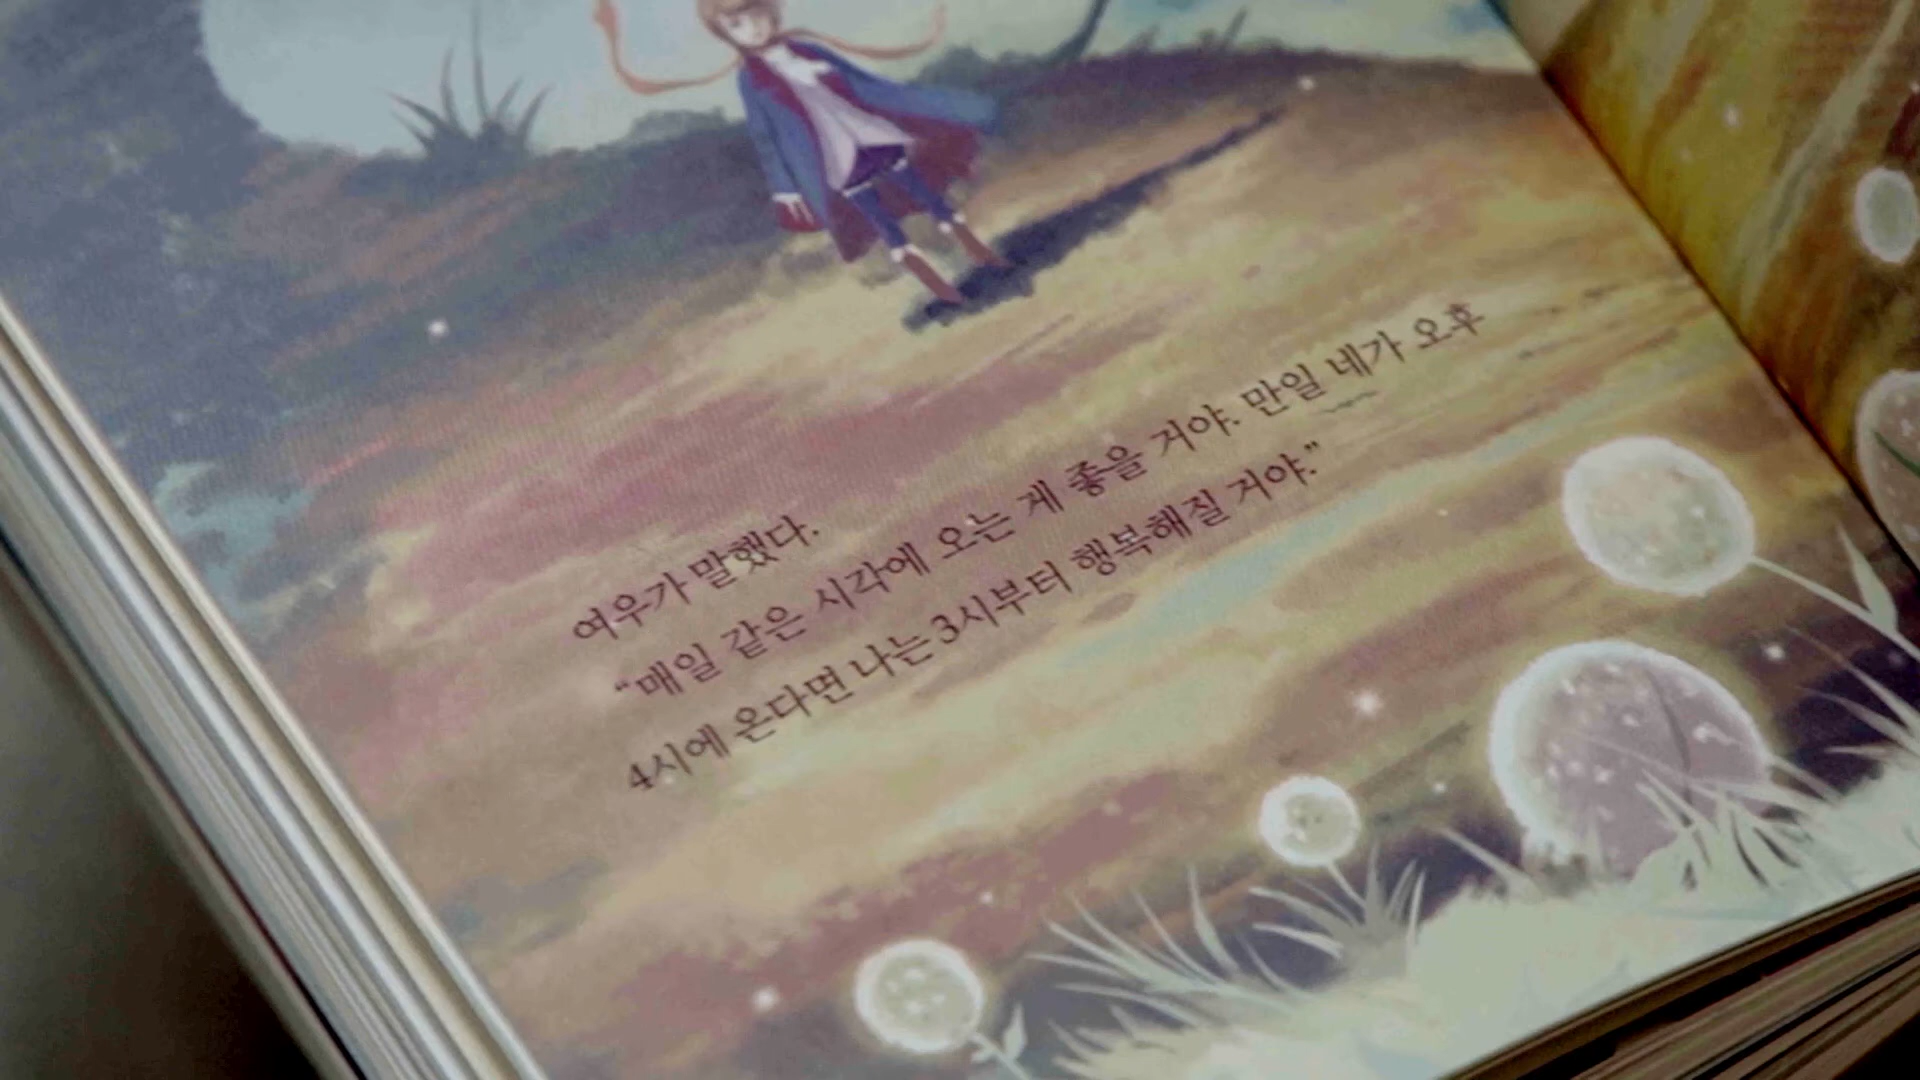 여우가 말했다.
“매일 같은 시각에 오는 게 좋을 거야. 만일 네가 오후
4시에 온다면 나는 3시부터 행복해질 거야.”